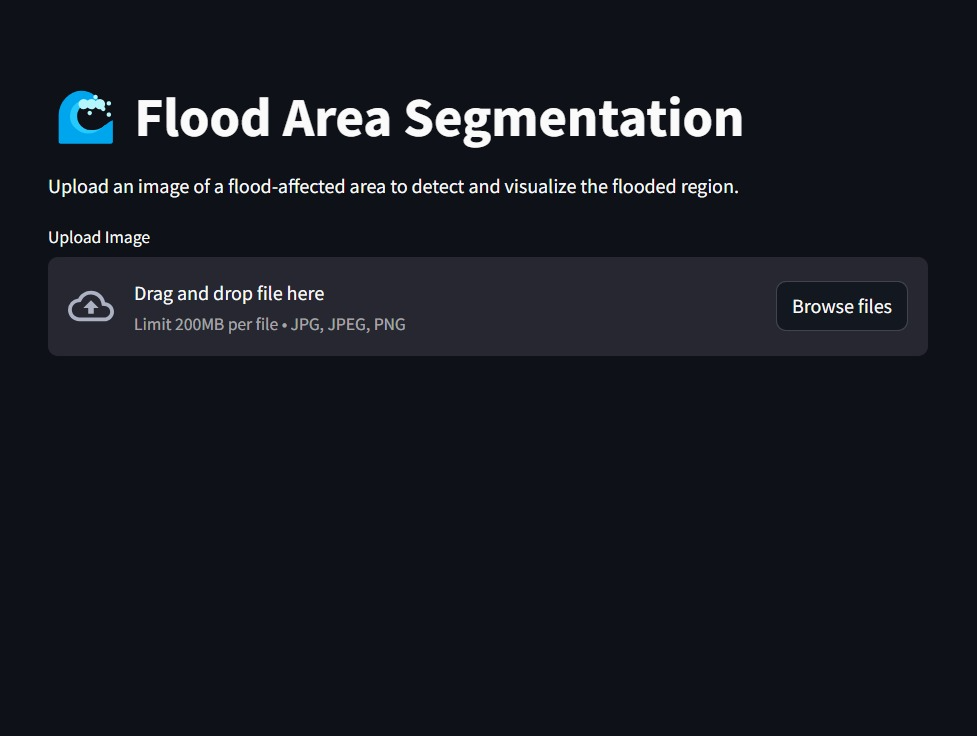 Flood Area Segmentation
Upload an image of a flood-affected area to detect and visualize the flooded region.
Upload Image
Drag and drop file here
Limit 200MB per file • JPG, JPEG, PNG
Browse files